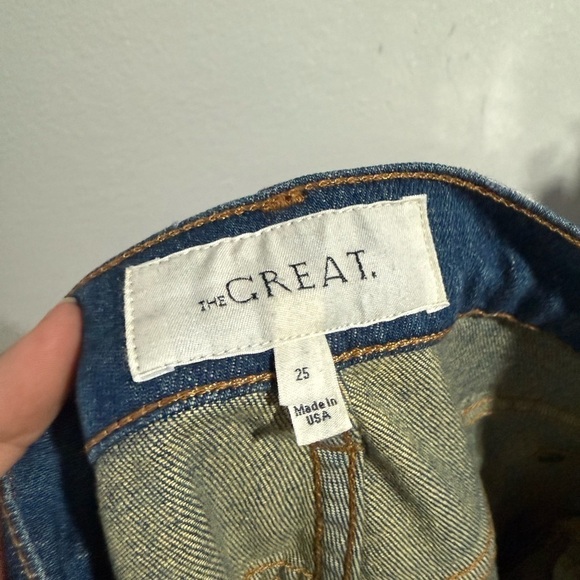 THE GREAT.
25
Made in
USA